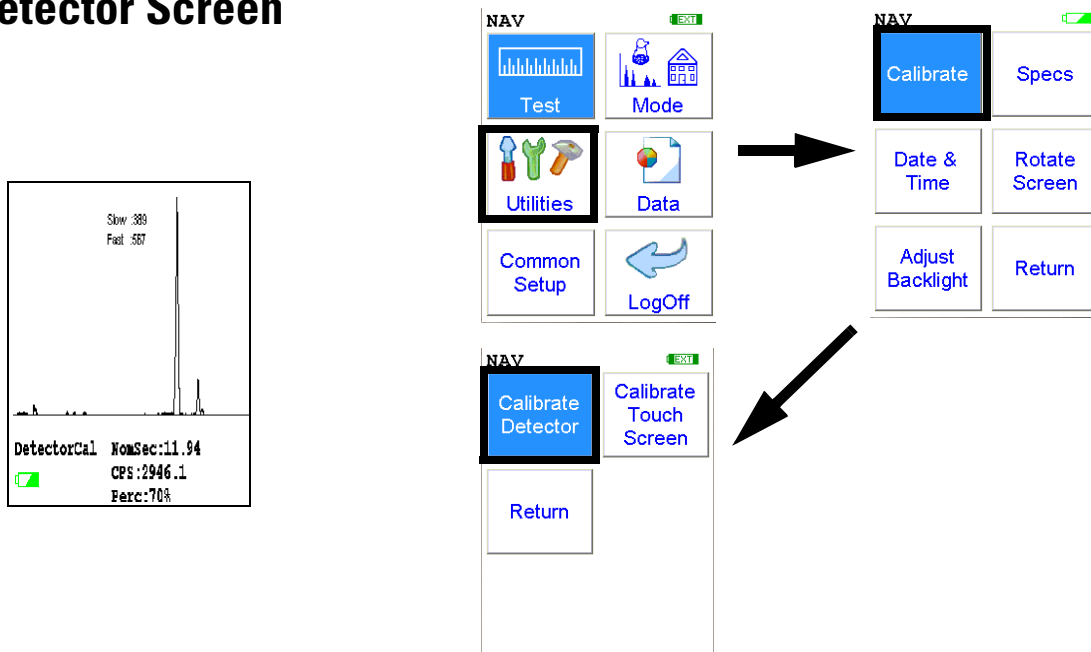 etector Screen
Slow :389
Fast :567
DetectorCal NomSec:11.94
CPS:2946.1
Perc:70%
NAV EXT
Test
Mode
Utilities
Data
Common
Setup
LogOff
NAV
Calibrate
Specs
Date &
Time
Rotate
Screen
Adjust
Backlight
Return
NAV EXT
Calibrate
Detector
Calibrate
Touch
Screen
Return